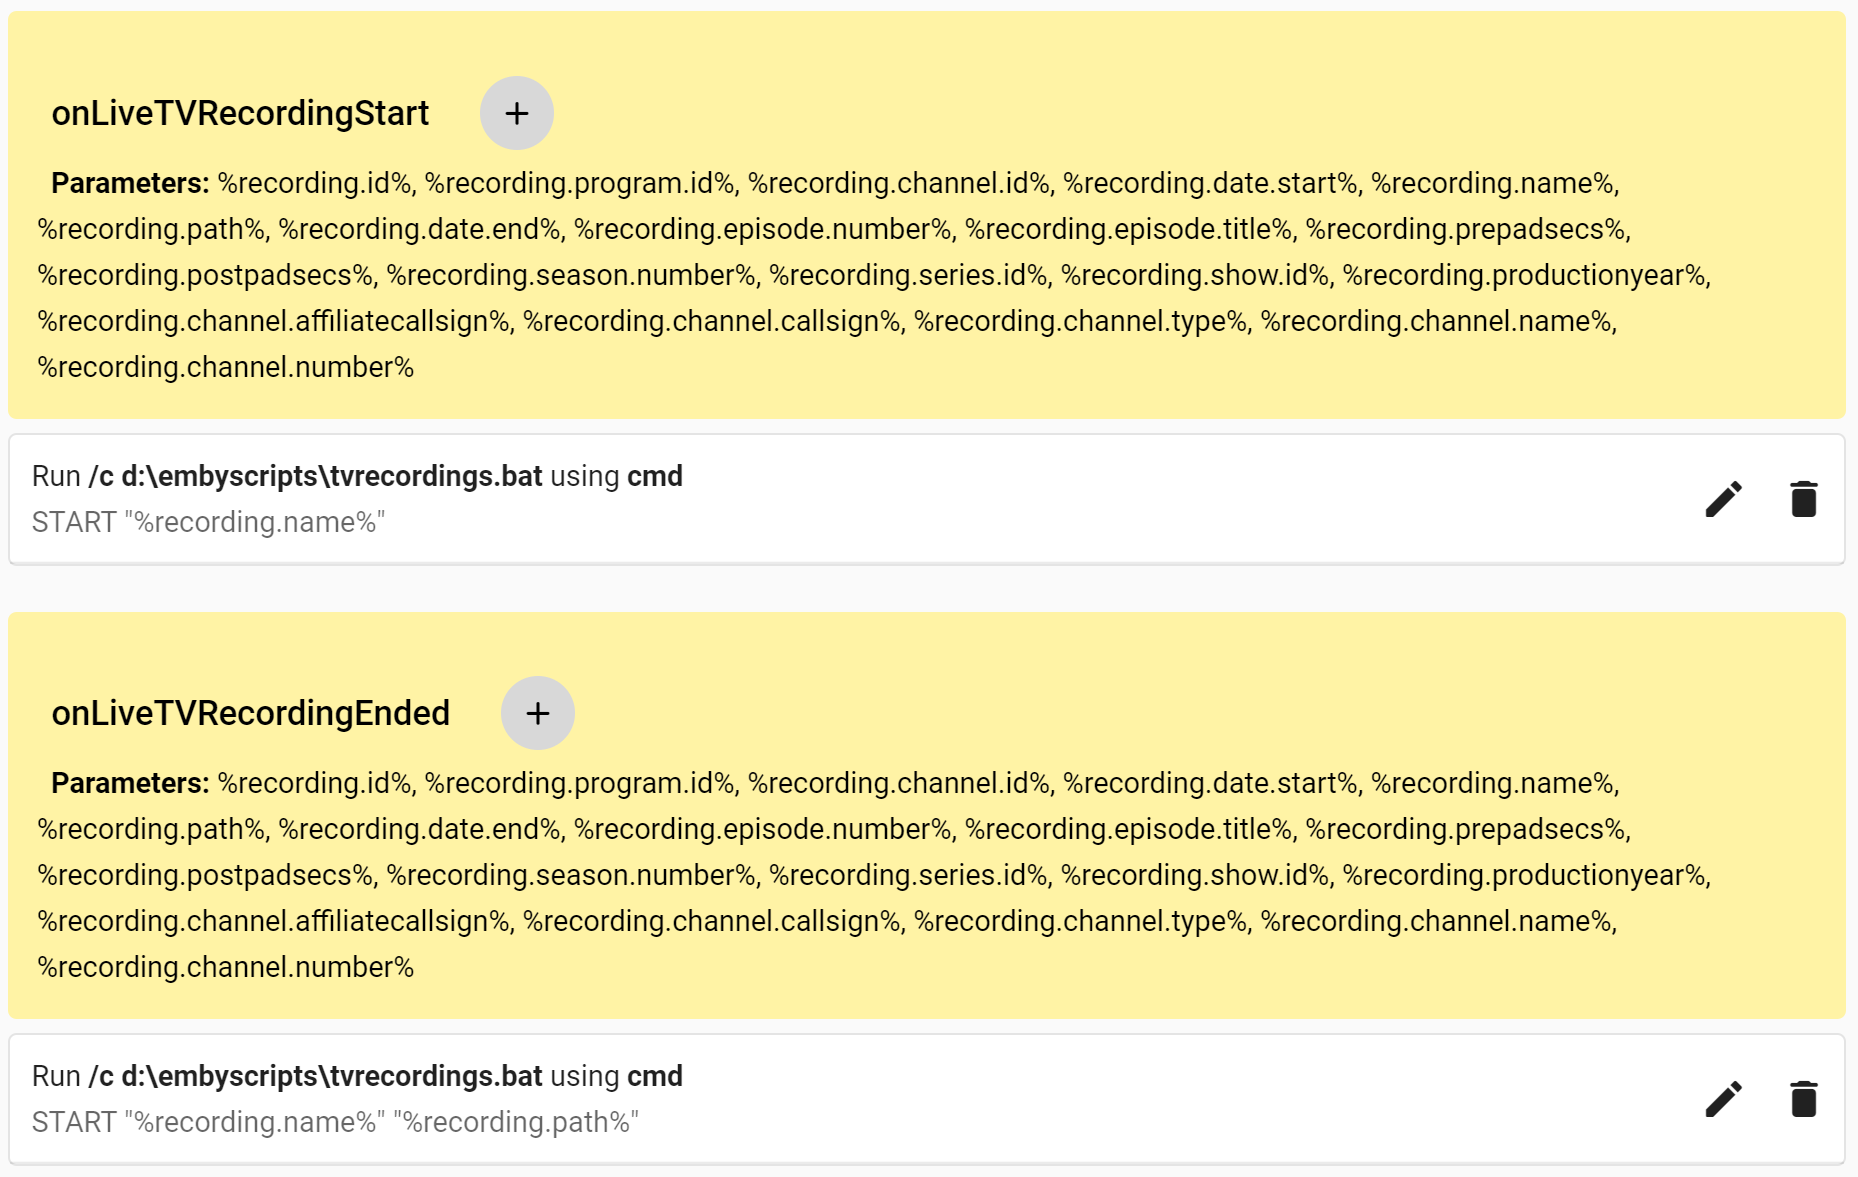 onLiveTVRecordingStart +
Parameters: %recording.id%, %recording.program.id%, %recording.channel.id%, %recording.date.start%, %recording.name%,
%recording.path%, %recording.date.end%, %recording.episode.number%, %recording.episode.title%, %recording.prepadsecs%,
%recording.postpadsecs%, %recording.season.number%, %recording.series.id%, %recording.show.id%, %recording.productionyear%,
%recording.channel.affiliatecallsign%, %recording.channel.callsign%, %recording.channel.type%, %recording.channel.name%,
%recording.channel.number%
Run /c d:\embyscripts\tvrecordings.bat using cmd
START "%recording.name%"
onLiveTVRecordingEnded +
Parameters: %recording.id%, %recording.program.id%, %recording.channel.id%, %recording.date.start%, %recording.name%,
%recording.path%, %recording.date.end%, %recording.episode.number%, %recording.episode.title%, %recording.prepadsecs%,
%recording.postpadsecs%, %recording.season.number%, %recording.series.id%, %recording.show.id%, %recording.productionyear%,
%recording.channel.affiliatecallsign%, %recording.channel.callsign%, %recording.channel.type%, %recording.channel.name%,
%recording.channel.number%
Run /c d:\embyscripts\tvrecordings.bat using cmd
START "%recording.name%" "%recording.path%"